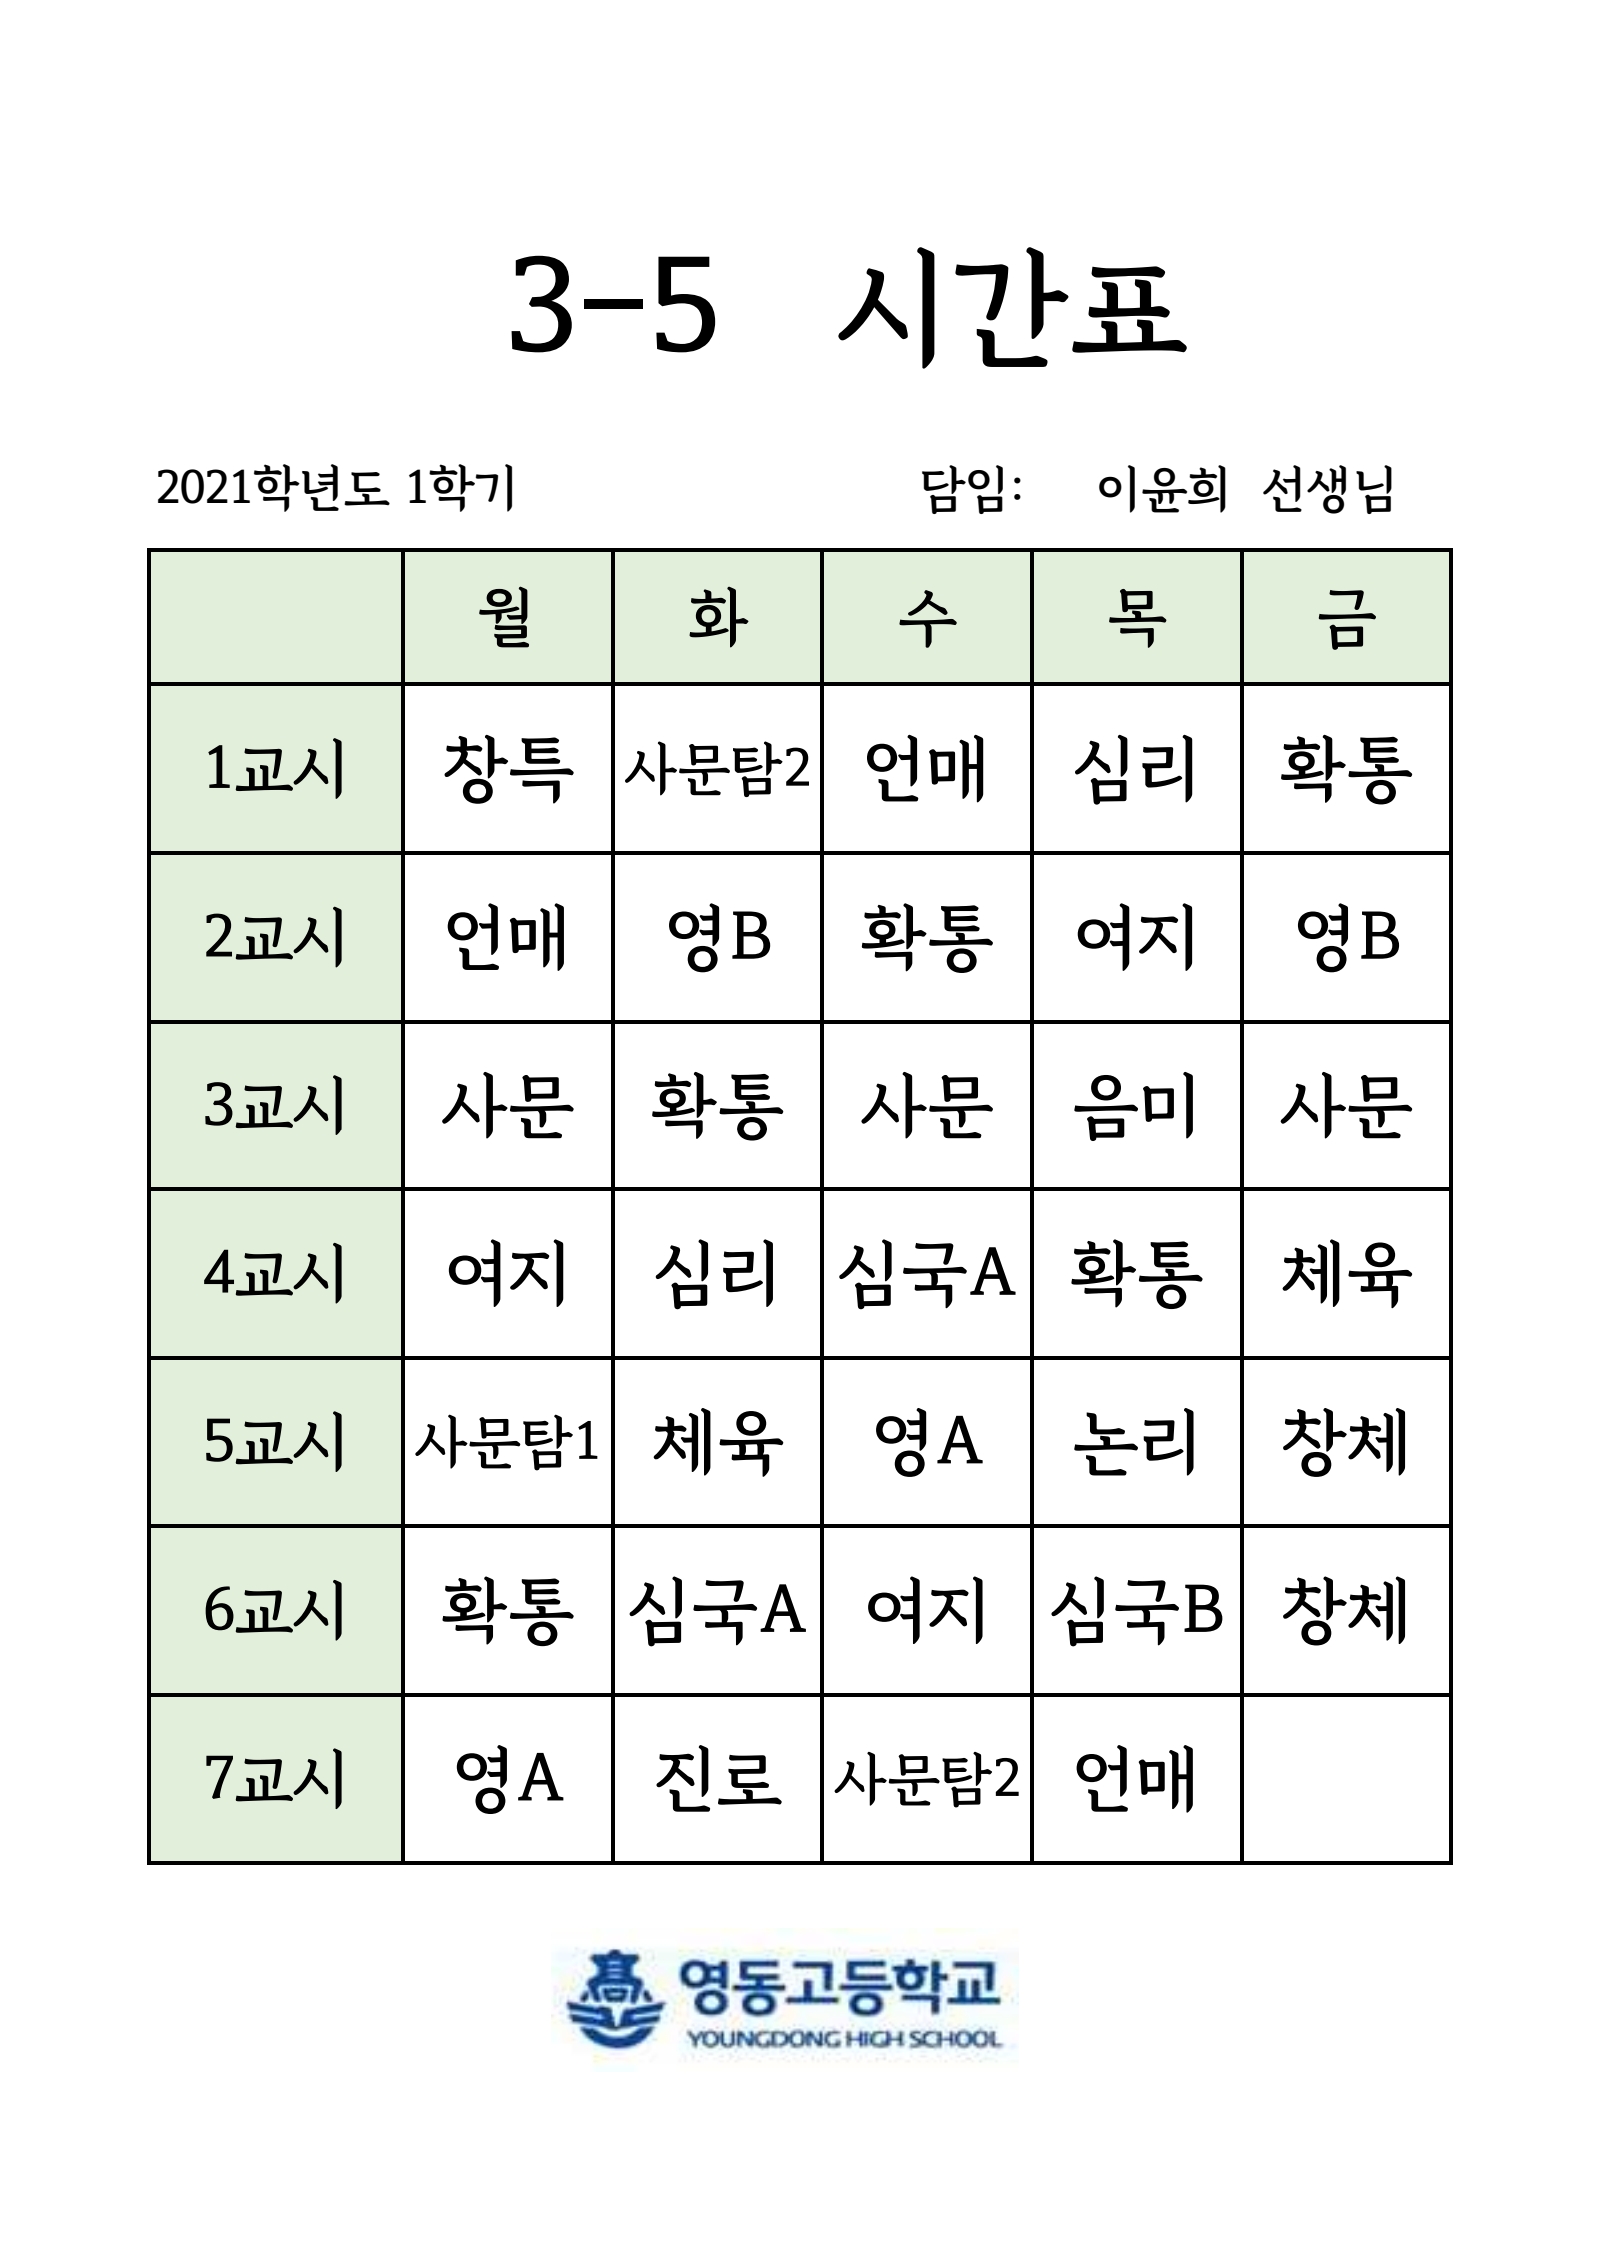 3-5 시간표
2021학년도 1학기 담임: 이윤희 선생님
월 화 수 목 금
1교시 창특 사문탐2 언매 심리 확통
2교시 언매 영B 확통 여지 영B
3교시 사문 확통 사문 음미 사문
4교시 여지 심리 심국A 확통 체육
5교시 사문탐1 체육 영A 논리 창체
6교시 확통 심국A 여지 심국B 창체
7교시 영A 진로 사문탐2 언매
高
영동고등학교
YOUNGDONG HIGH SCHOOL